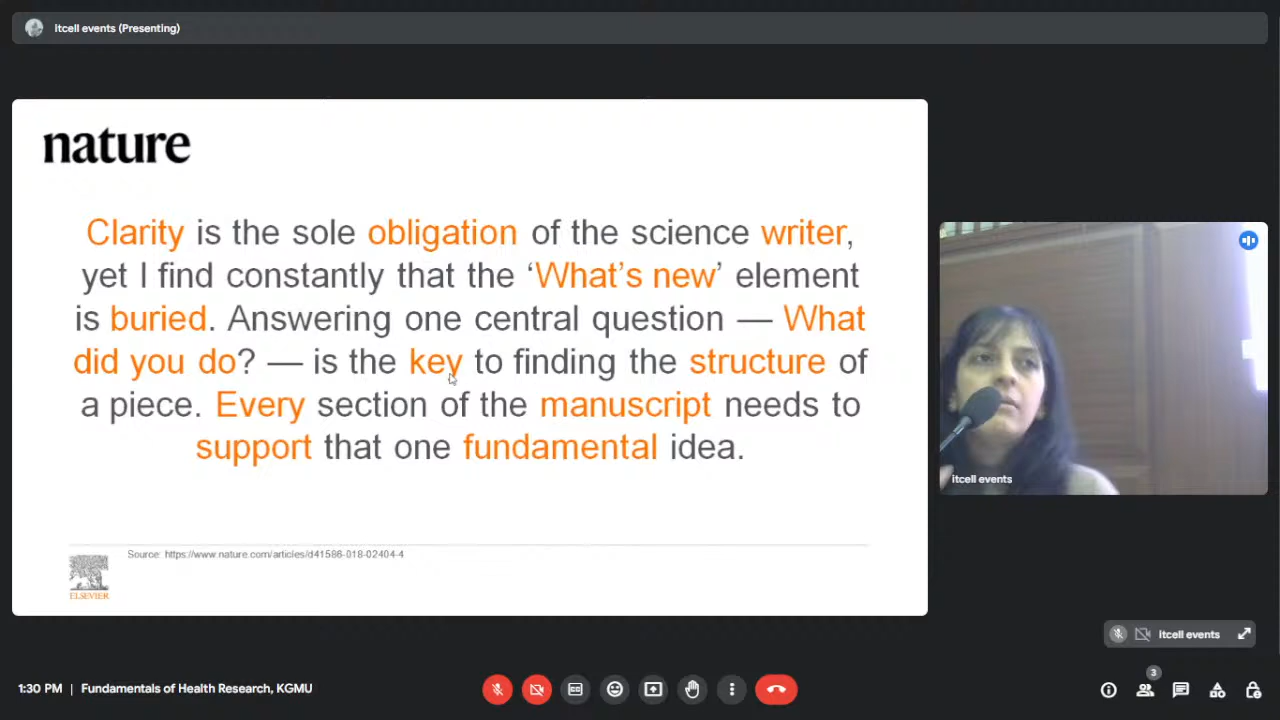 Itcell events (Presenting)
nature
Clarity is the sole obligation of the science writer,
yet I find constantly that the ‘What’s new’ element
is buried. Answering one central question — What
did you do? — is the key to finding the structure of
a piece. Every section of the manuscript needs to
support that one fundamental idea.
Source: https://www.nature.com/articles/d41586-018-02404-4
ELSEVIER
itcell events
Itcell events
1:30 PM | Fundamentals of Health Research, KGMU
3